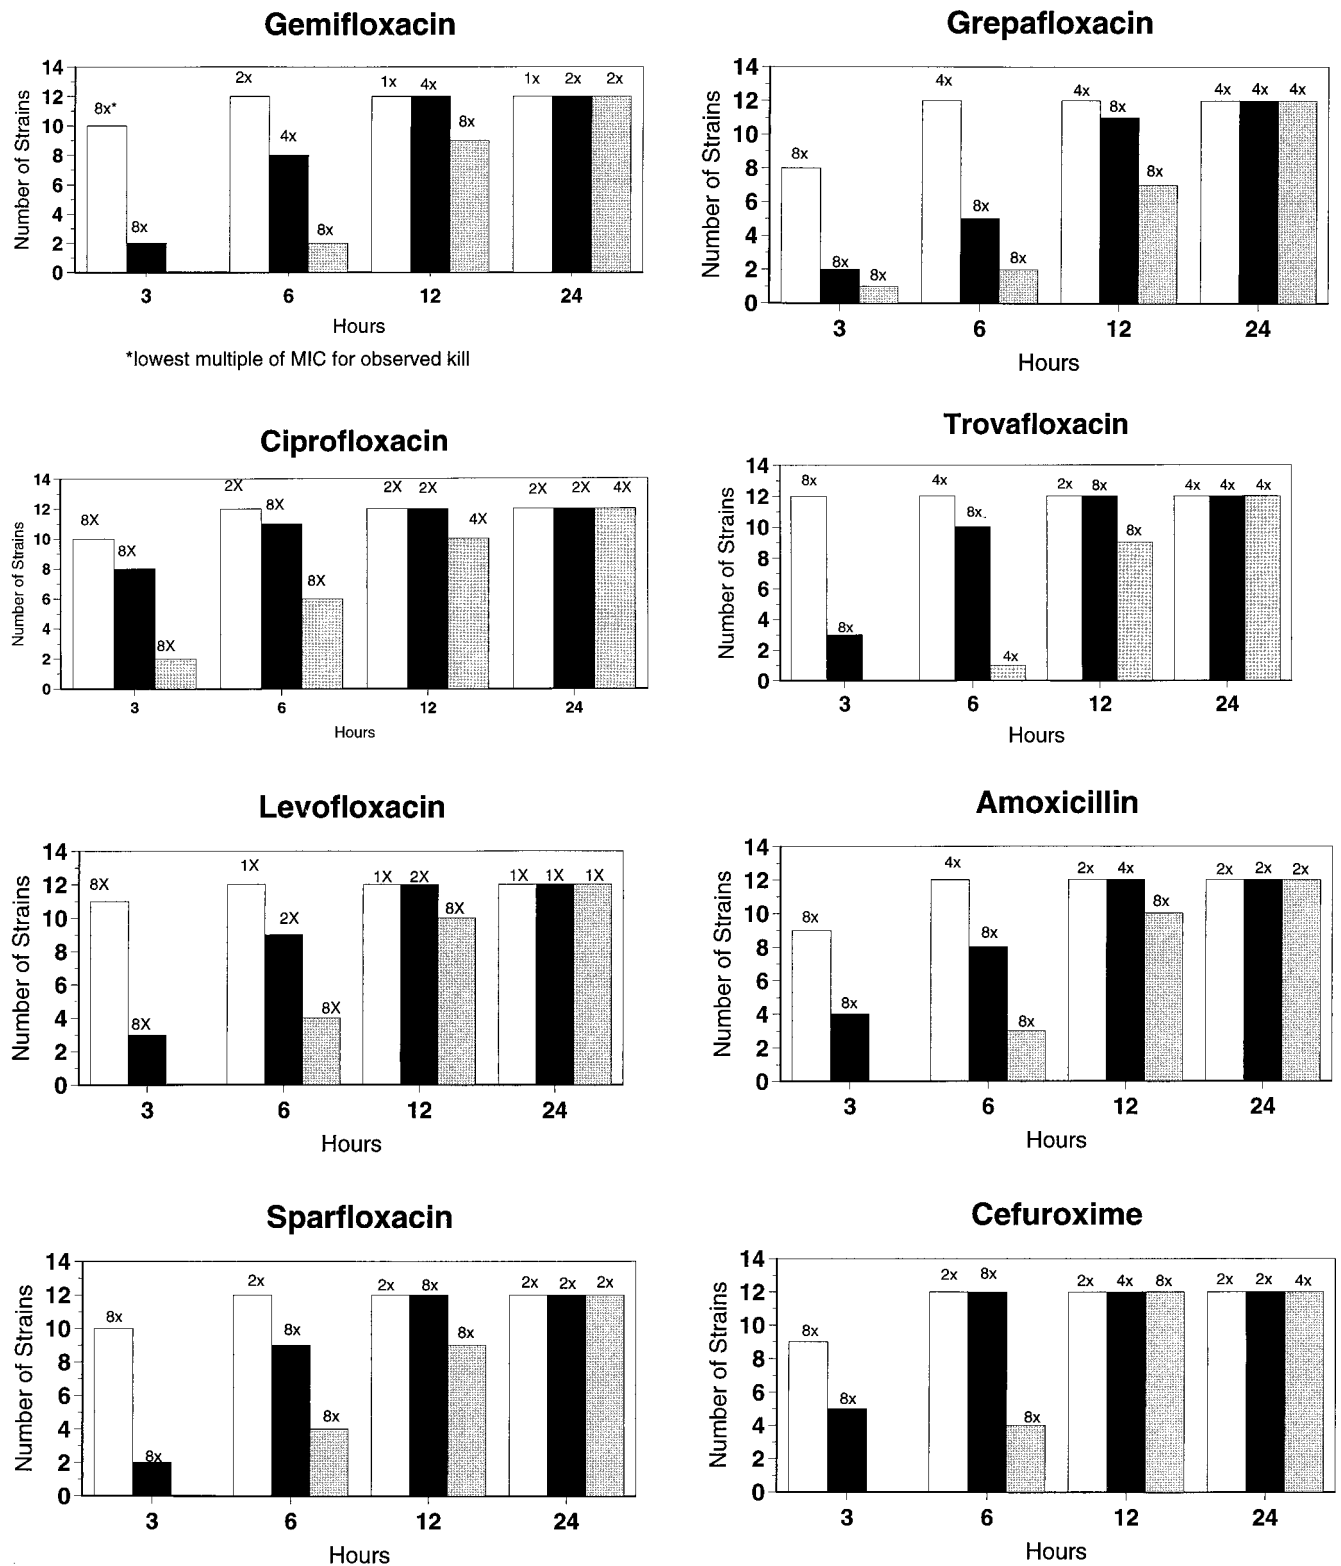 Gemifloxacin
Number of Strains
14
12
10
8
6
4
2
0
8x*
8x
2x
4x
8x
1x
4x
8x
1x
2x
2x
3
6
12
24
Hours
*lowest multiple of MIC for observed kill
Grepafloxacin
Number of Strains
14
12
10
8
6
4
2
0
8x
8x
8x
4x
8x
8x
4x
8x
8x
4x
4x
4x
3
6
12
24
Hours
Ciprofloxacin
Number of Strains
14
12
10
8
6
4
2
0
8X
8X
8X
2X
8X
8X
2X
2X
4X
2X
2X
4X
3
6
12
24
Hours
Trovafloxacin
Number of Strains
14
12
10
8
6
4
2
0
8x
8x
4x
8x
4x
2x
8x
8x
4x
4x
4x
3
6
12
24
Hours
Levofloxacin
Number of Strains
14
12
10
8
6
4
2
0
8X
8X
1X
2X
8X
1X
2X
8X
1X
1X
1X
3
6
12
24
Hours
Amoxicillin
Number of Strains
14
12
10
8
6
4
2
0
8x
8x
4x
8x
8x
2x
4x
8x
2x
2x
2x
3
6
12
24
Hours
Sparfloxacin
Number of Strains
14
12
10
8
6
4
2
0
8x
8x
2x
8x
8x
2x
8x
8x
2x
2x
2x
3
6
12
24
Hours
Cefuroxime
Number of Strains
14
12
10
8
6
4
2
0
8x
8x
2x
8x
8x
2x
4x
8x
2x
2x
4x
3
6
12
24
Hours